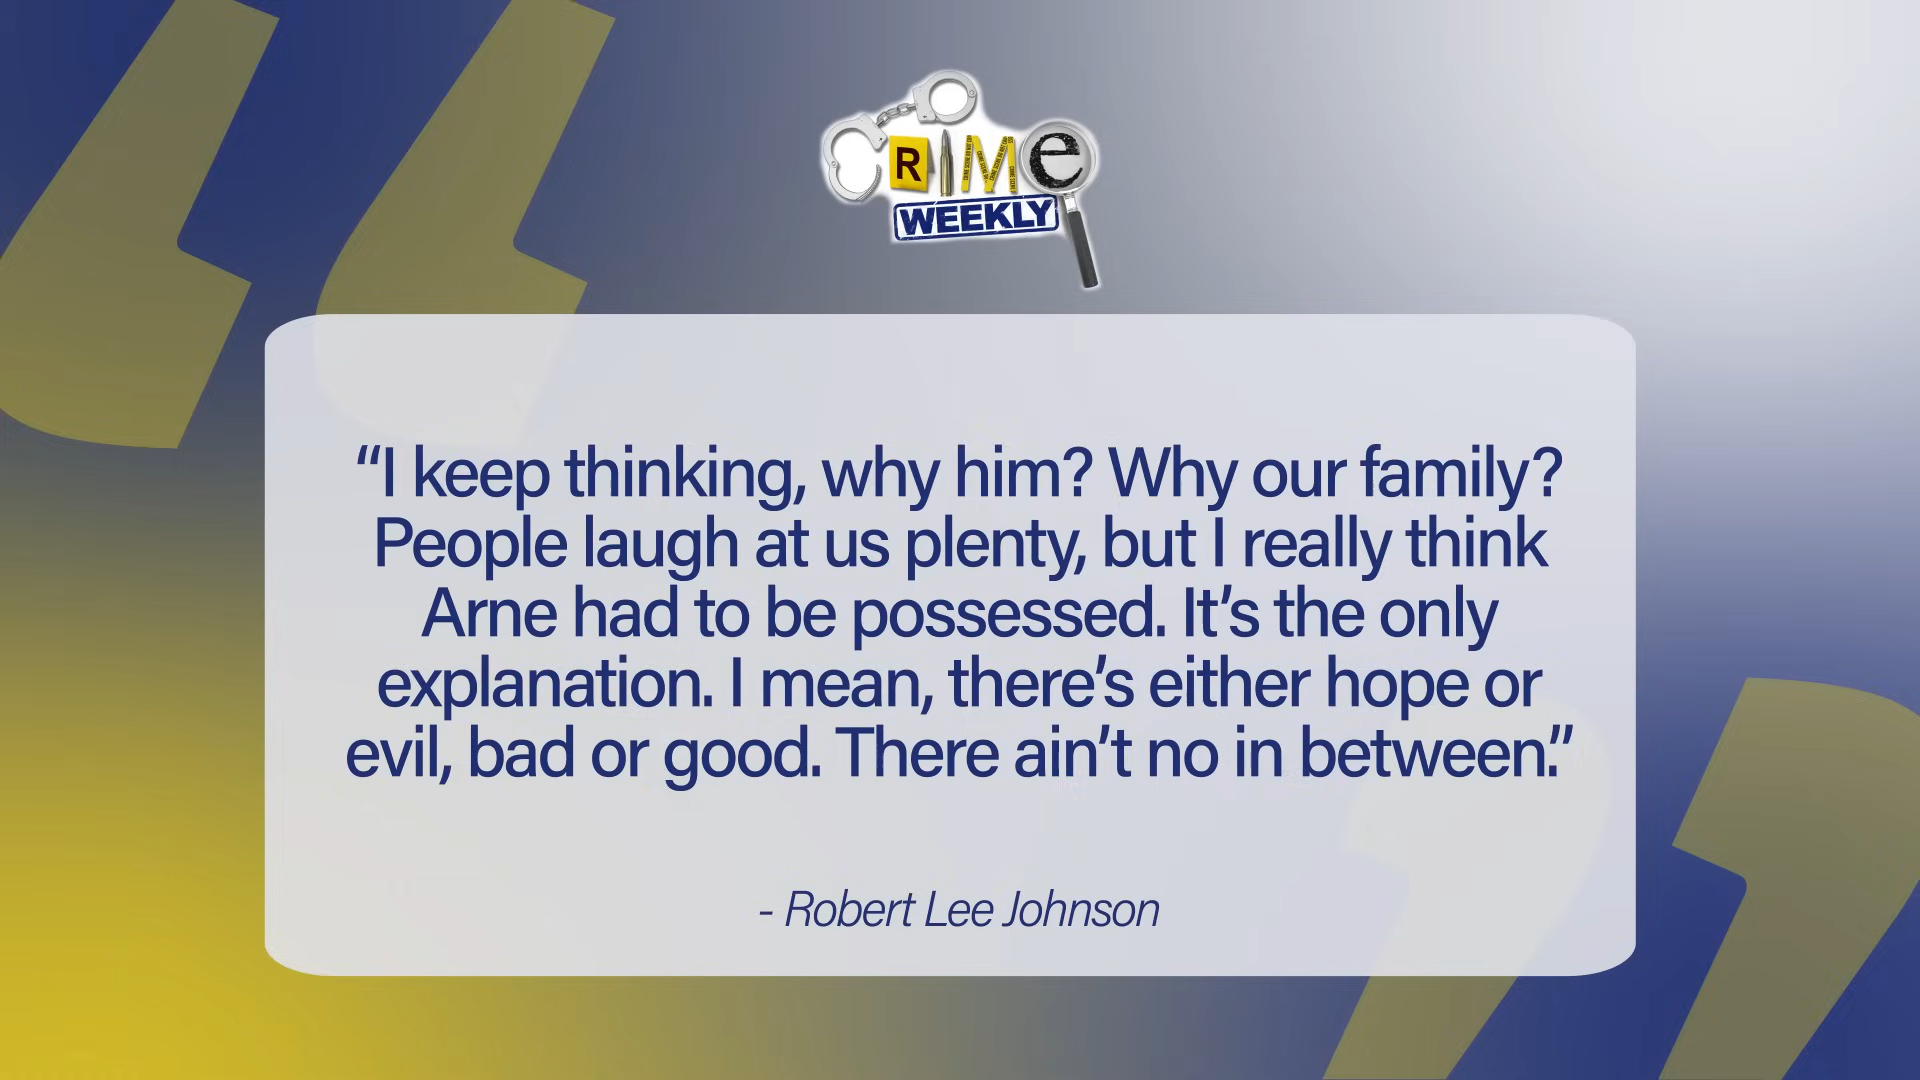 CRIMe
WEEKLY
“I keep thinking, why him? Why our family?
People laugh at us plenty, but I really think
Arne had to be possessed. It’s the only
explanation. I mean, there’s either hope or
evil, bad or good. There ain’t no in between.”
- Robert Lee Johnson